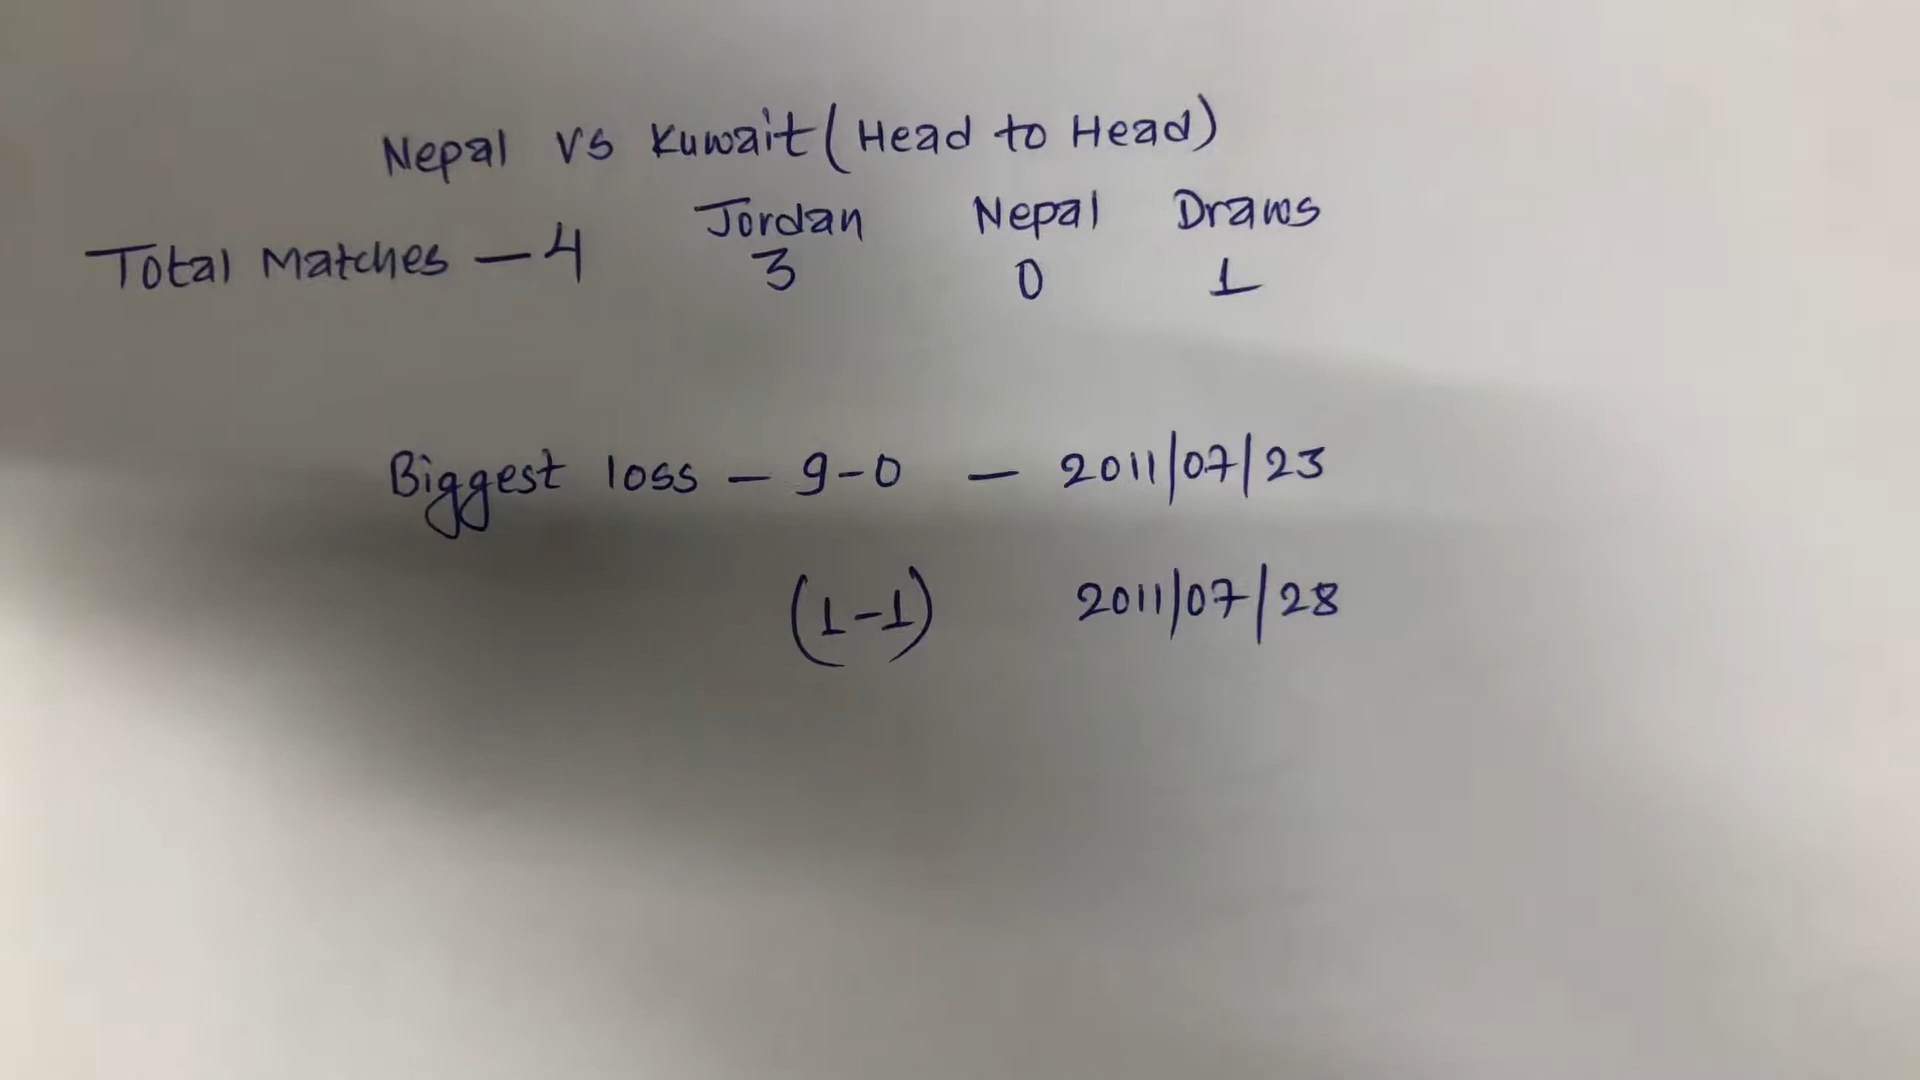 Nepal vs Kuwait (Head to Head)
Jordan Nepal Draws
Total Matches - 4 3 0 1
Biggest loss - 9-0 - 2011/07/23
(1-1) 2011/07/28